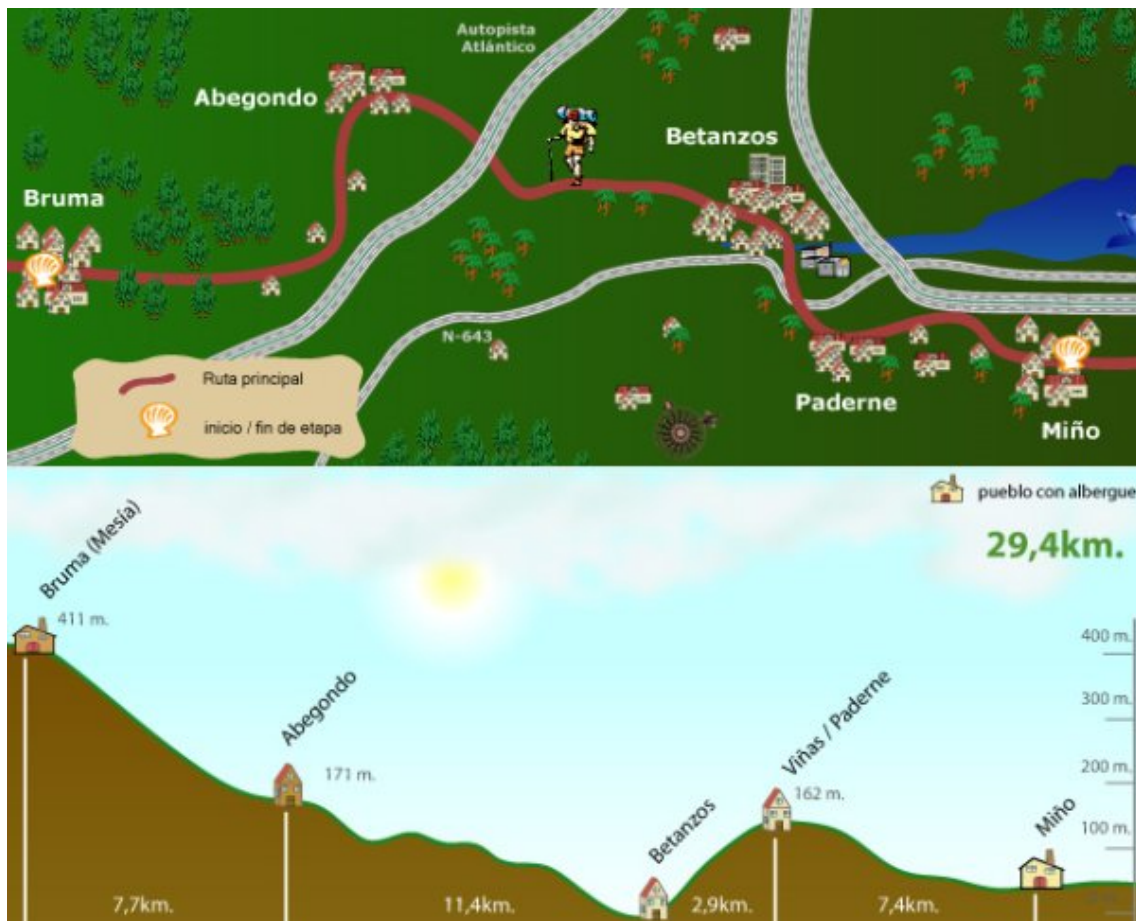 Autopista
Atlántico
Abegondo
Betanzos
Bruma
N-643
Ruta principal
Paderne
inicio / fin de etapa
Miño
pueblo con albergue
29,4km.
Bruma (Mesía)
411 m.
400 m.
Abegondo
Viñas / Paderne
300 m.
171 m.
200 m.
162 m.
Betanzos
Miño
100 m.
7,7km.
11,4km.
2,9km.
7,4km.